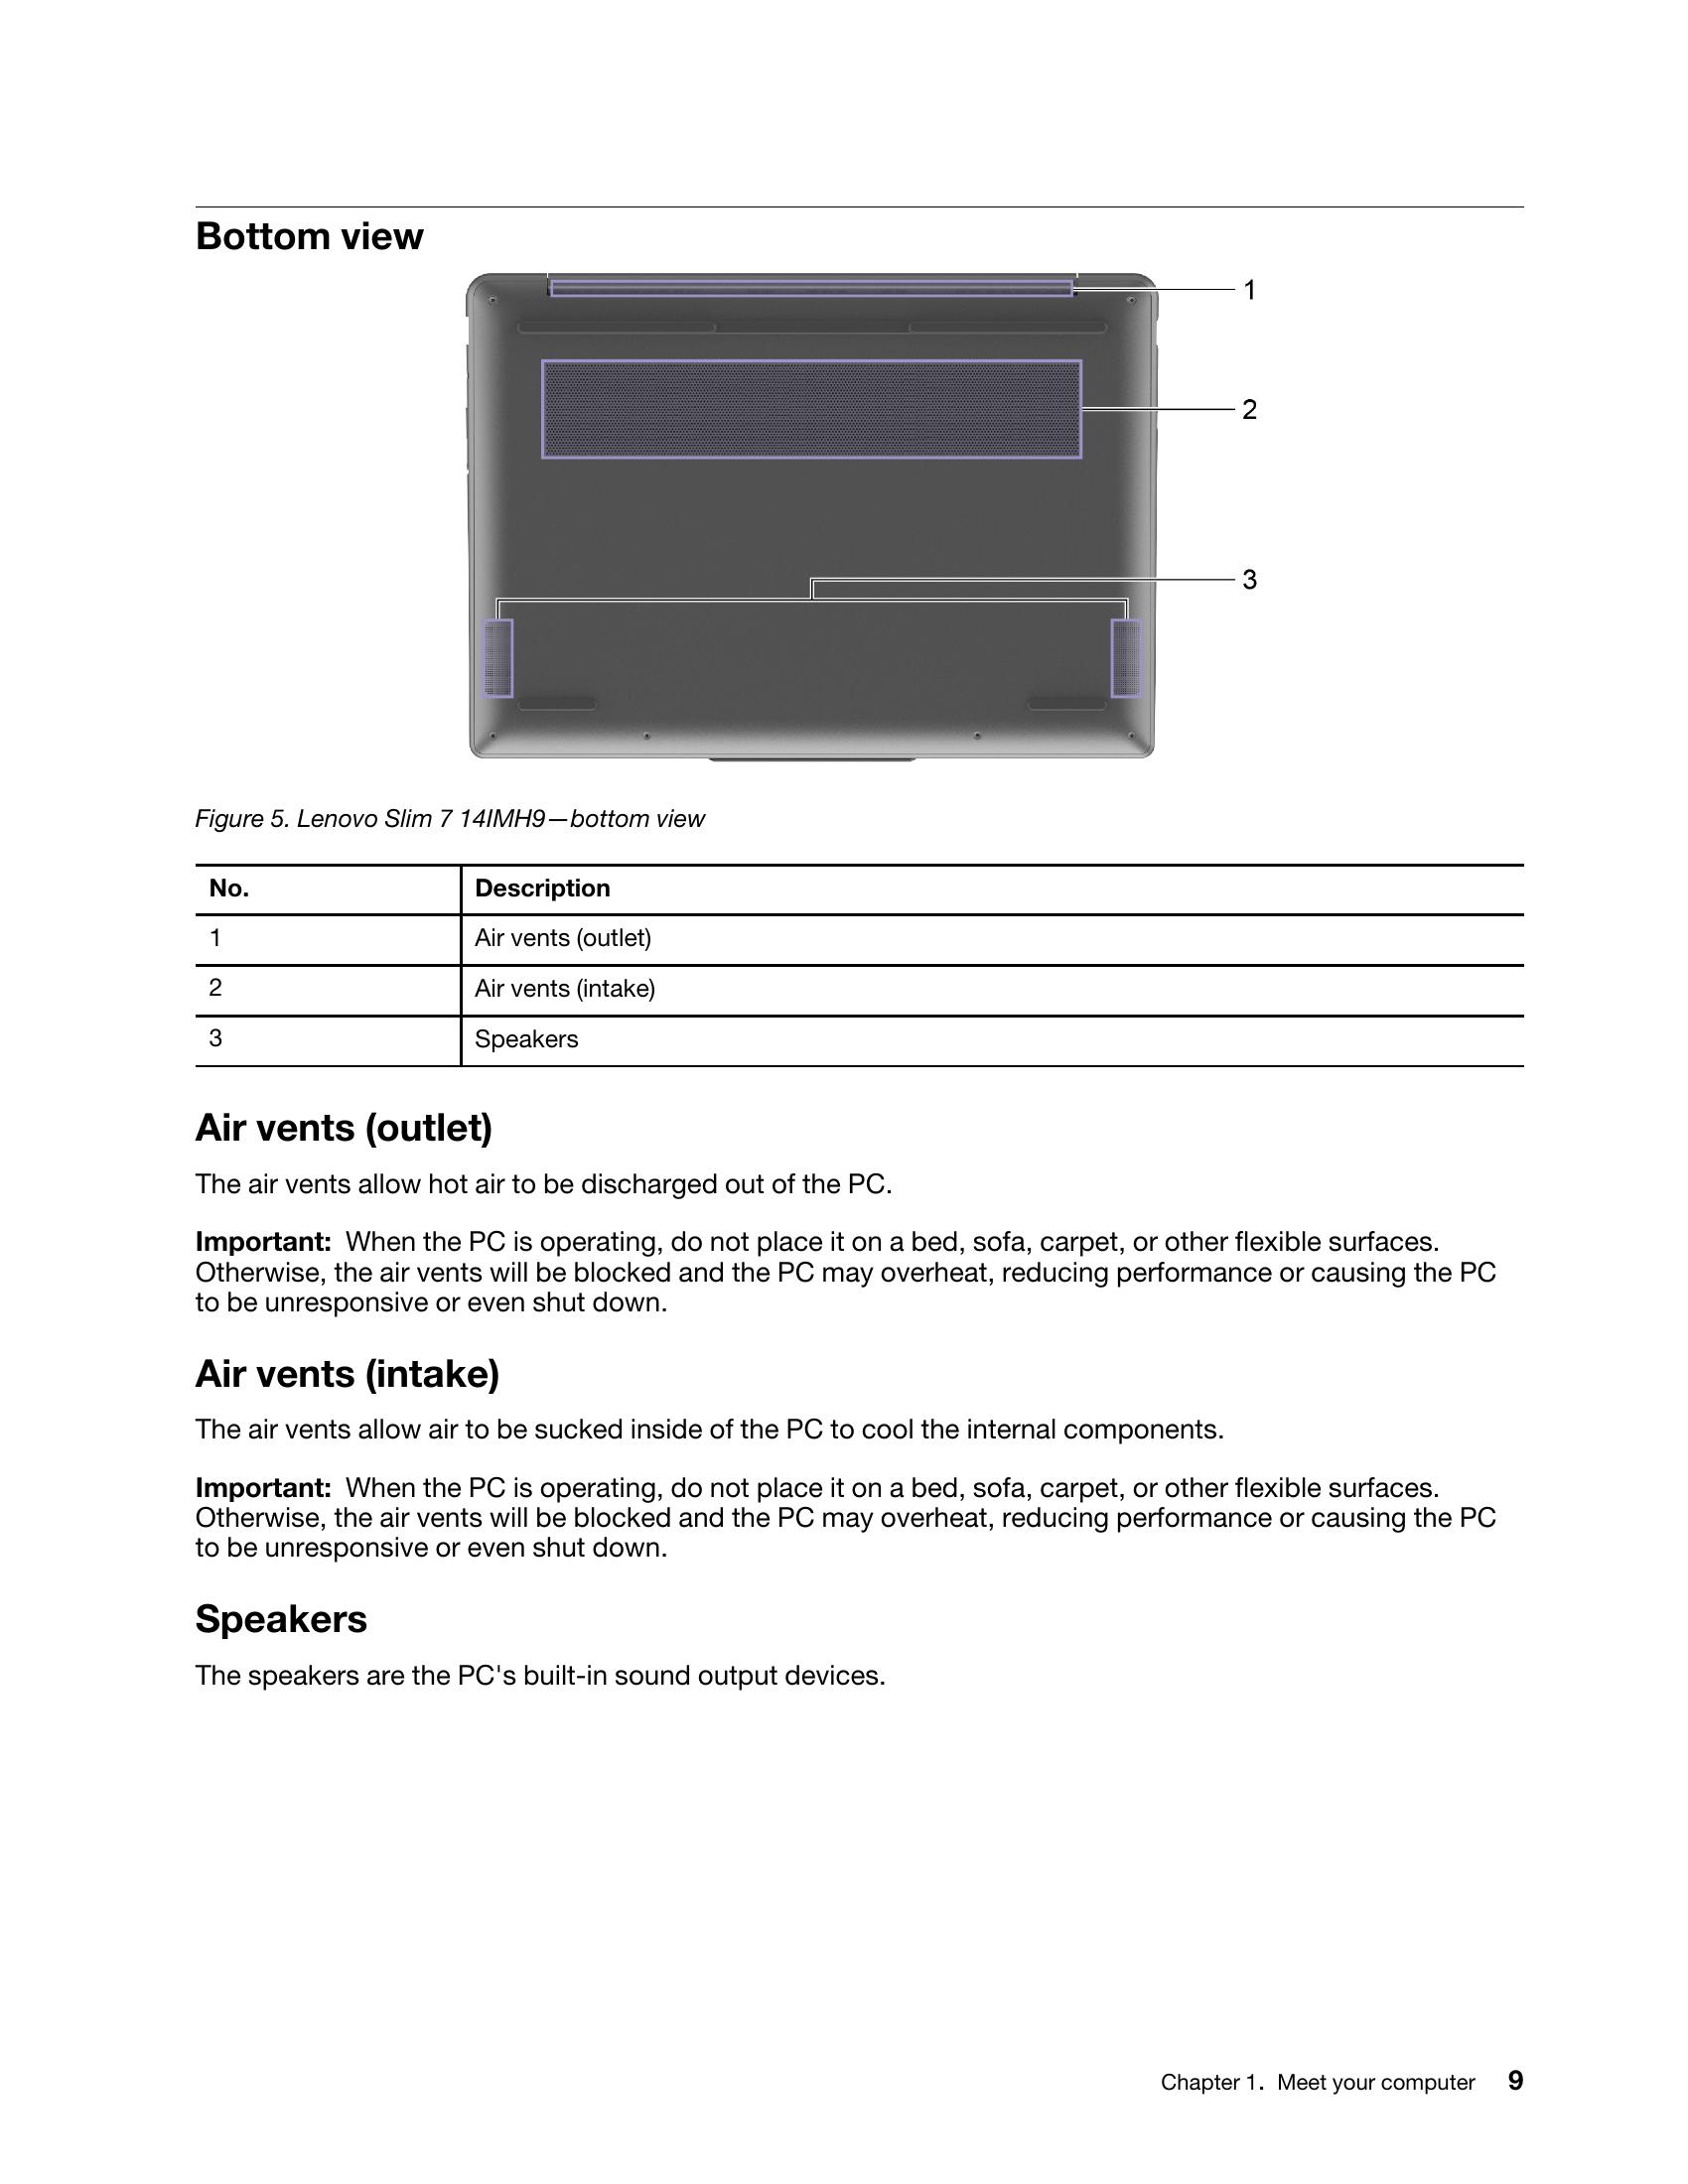 Bottom view
1
2
3
Figure 5. Lenovo Slim 7 14IMH9—bottom view
No. Description
1 Air vents (outlet)
2 Air vents (intake)
3 Speakers
Air vents (outlet)
The air vents allow hot air to be discharged out of the PC.
Important: When the PC is operating, do not place it on a bed, sofa, carpet, or other flexible surfaces.
Otherwise, the air vents will be blocked and the PC may overheat, reducing performance or causing the PC
to be unresponsive or even shut down.
Air vents (intake)
The air vents allow air to be sucked inside of the PC to cool the internal components.
Important: When the PC is operating, do not place it on a bed, sofa, carpet, or other flexible surfaces.
Otherwise, the air vents will be blocked and the PC may overheat, reducing performance or causing the PC
to be unresponsive or even shut down.
Speakers
The speakers are the PC's built-in sound output devices.
Chapter 1. Meet your computer 9